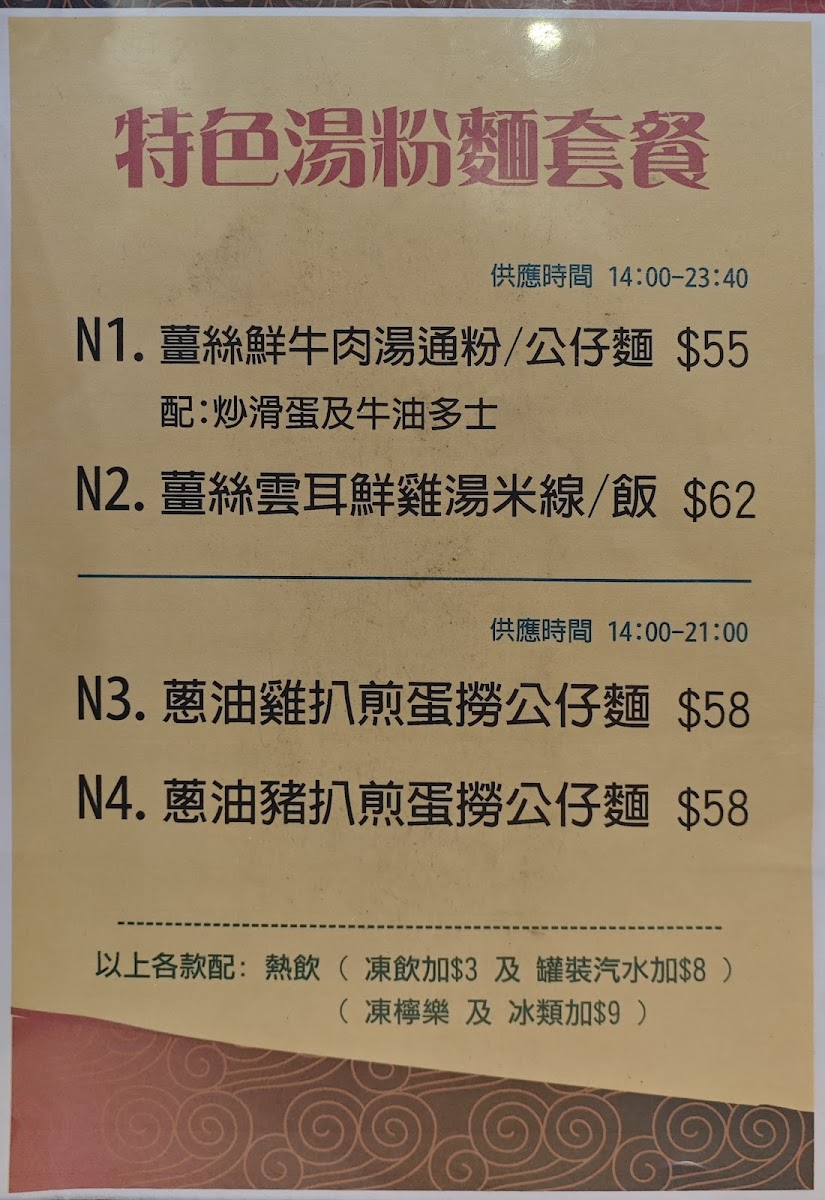 特色湯粉麵套餐
供應時間 14:00-23:40
N1. 薑絲鮮牛肉湯通粉/公仔麵 $55
配:炒滑蛋及牛油多士
N2. 薑絲雲耳鮮雞湯米線/飯 $62
供應時間 14:00-21:00
N3. 蔥油雞扒煎蛋撈公仔麵 $58
N4. 蔥油豬扒煎蛋撈公仔麵 $58
以上各款配: 熱飲 ( 凍飲加$3 及 罐裝汽水加$8 )
( 凍檸樂 及 冰類加$9 )